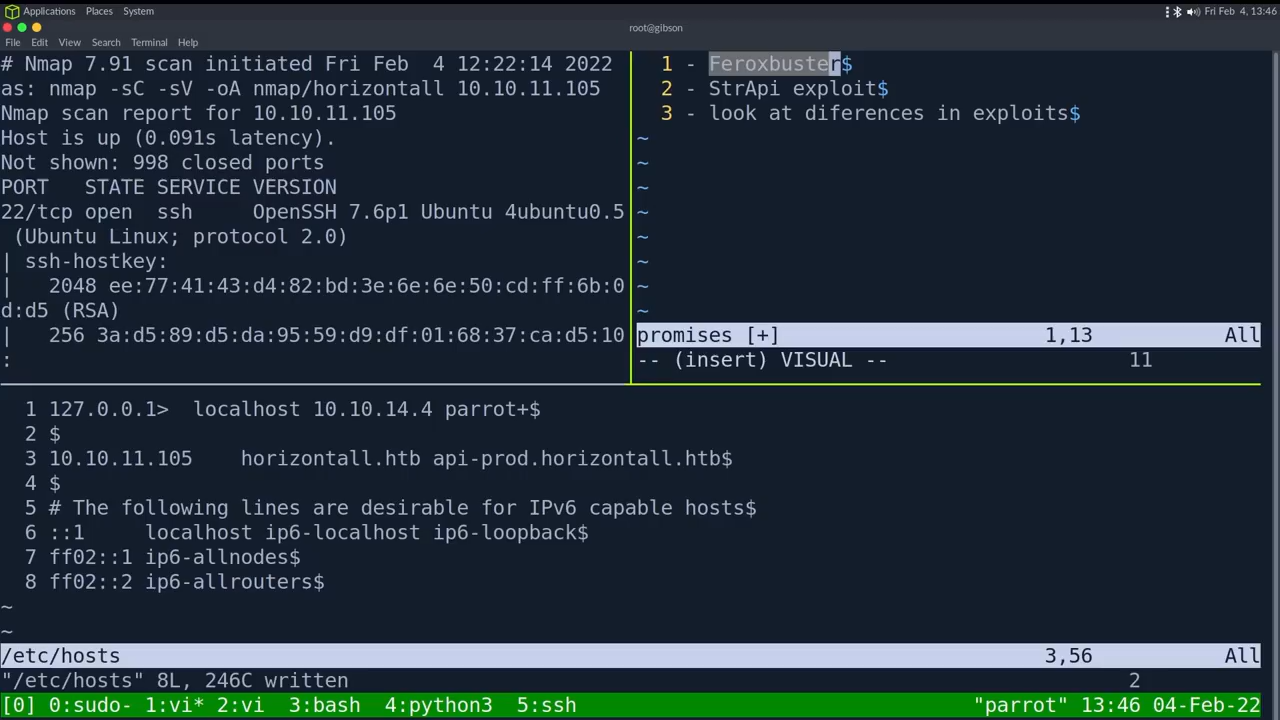 Applications Places System Fri Feb 4, 13:46
root@gibson
File Edit View Search Terminal Help
# Nmap 7.91 scan initiated Fri Feb  4 12:22:14 2022
as: nmap -sC -sV -oA nmap/horizontall 10.10.11.105
Nmap scan report for 10.10.11.105
Host is up (0.091s latency).
Not shown: 998 closed ports
PORT   STATE SERVICE VERSION
22/tcp open  ssh     OpenSSH 7.6p1 Ubuntu 4ubuntu0.5
 (Ubuntu Linux; protocol 2.0)
| ssh-hostkey:
|   2048 ee:77:41:43:d4:82:bd:3e:6e:6e:50:cd:ff:6b:0
d:d5 (RSA)
|   256 3a:d5:89:d5:da:95:59:d9:df:01:68:37:ca:d5:10
:
1 - Feroxbuster$
2 - StrApi exploit$
3 - look at diferences in exploits$
~
~
~
~
~
~
~
~
promises [+] 1,13 All
-- (insert) VISUAL -- 11
1 127.0.0.1>  localhost 10.10.14.4 parrot+$
2 $
3 10.10.11.105    horizontall.htb api-prod.horizontall.htb$
4 $
5 # The following lines are desirable for IPv6 capable hosts$
6 ::1     localhost ip6-localhost ip6-loopback$
7 ff02::1 ip6-allnodes$
8 ff02::2 ip6-allrouters$
~
~
/etc/hosts 3,56 All
"/etc/hosts" 8L, 246C written 2
[0] 0:sudo- 1:vi* 2:vi  3:bash  4:python3  5:ssh "parrot" 13:46 04-Feb-22